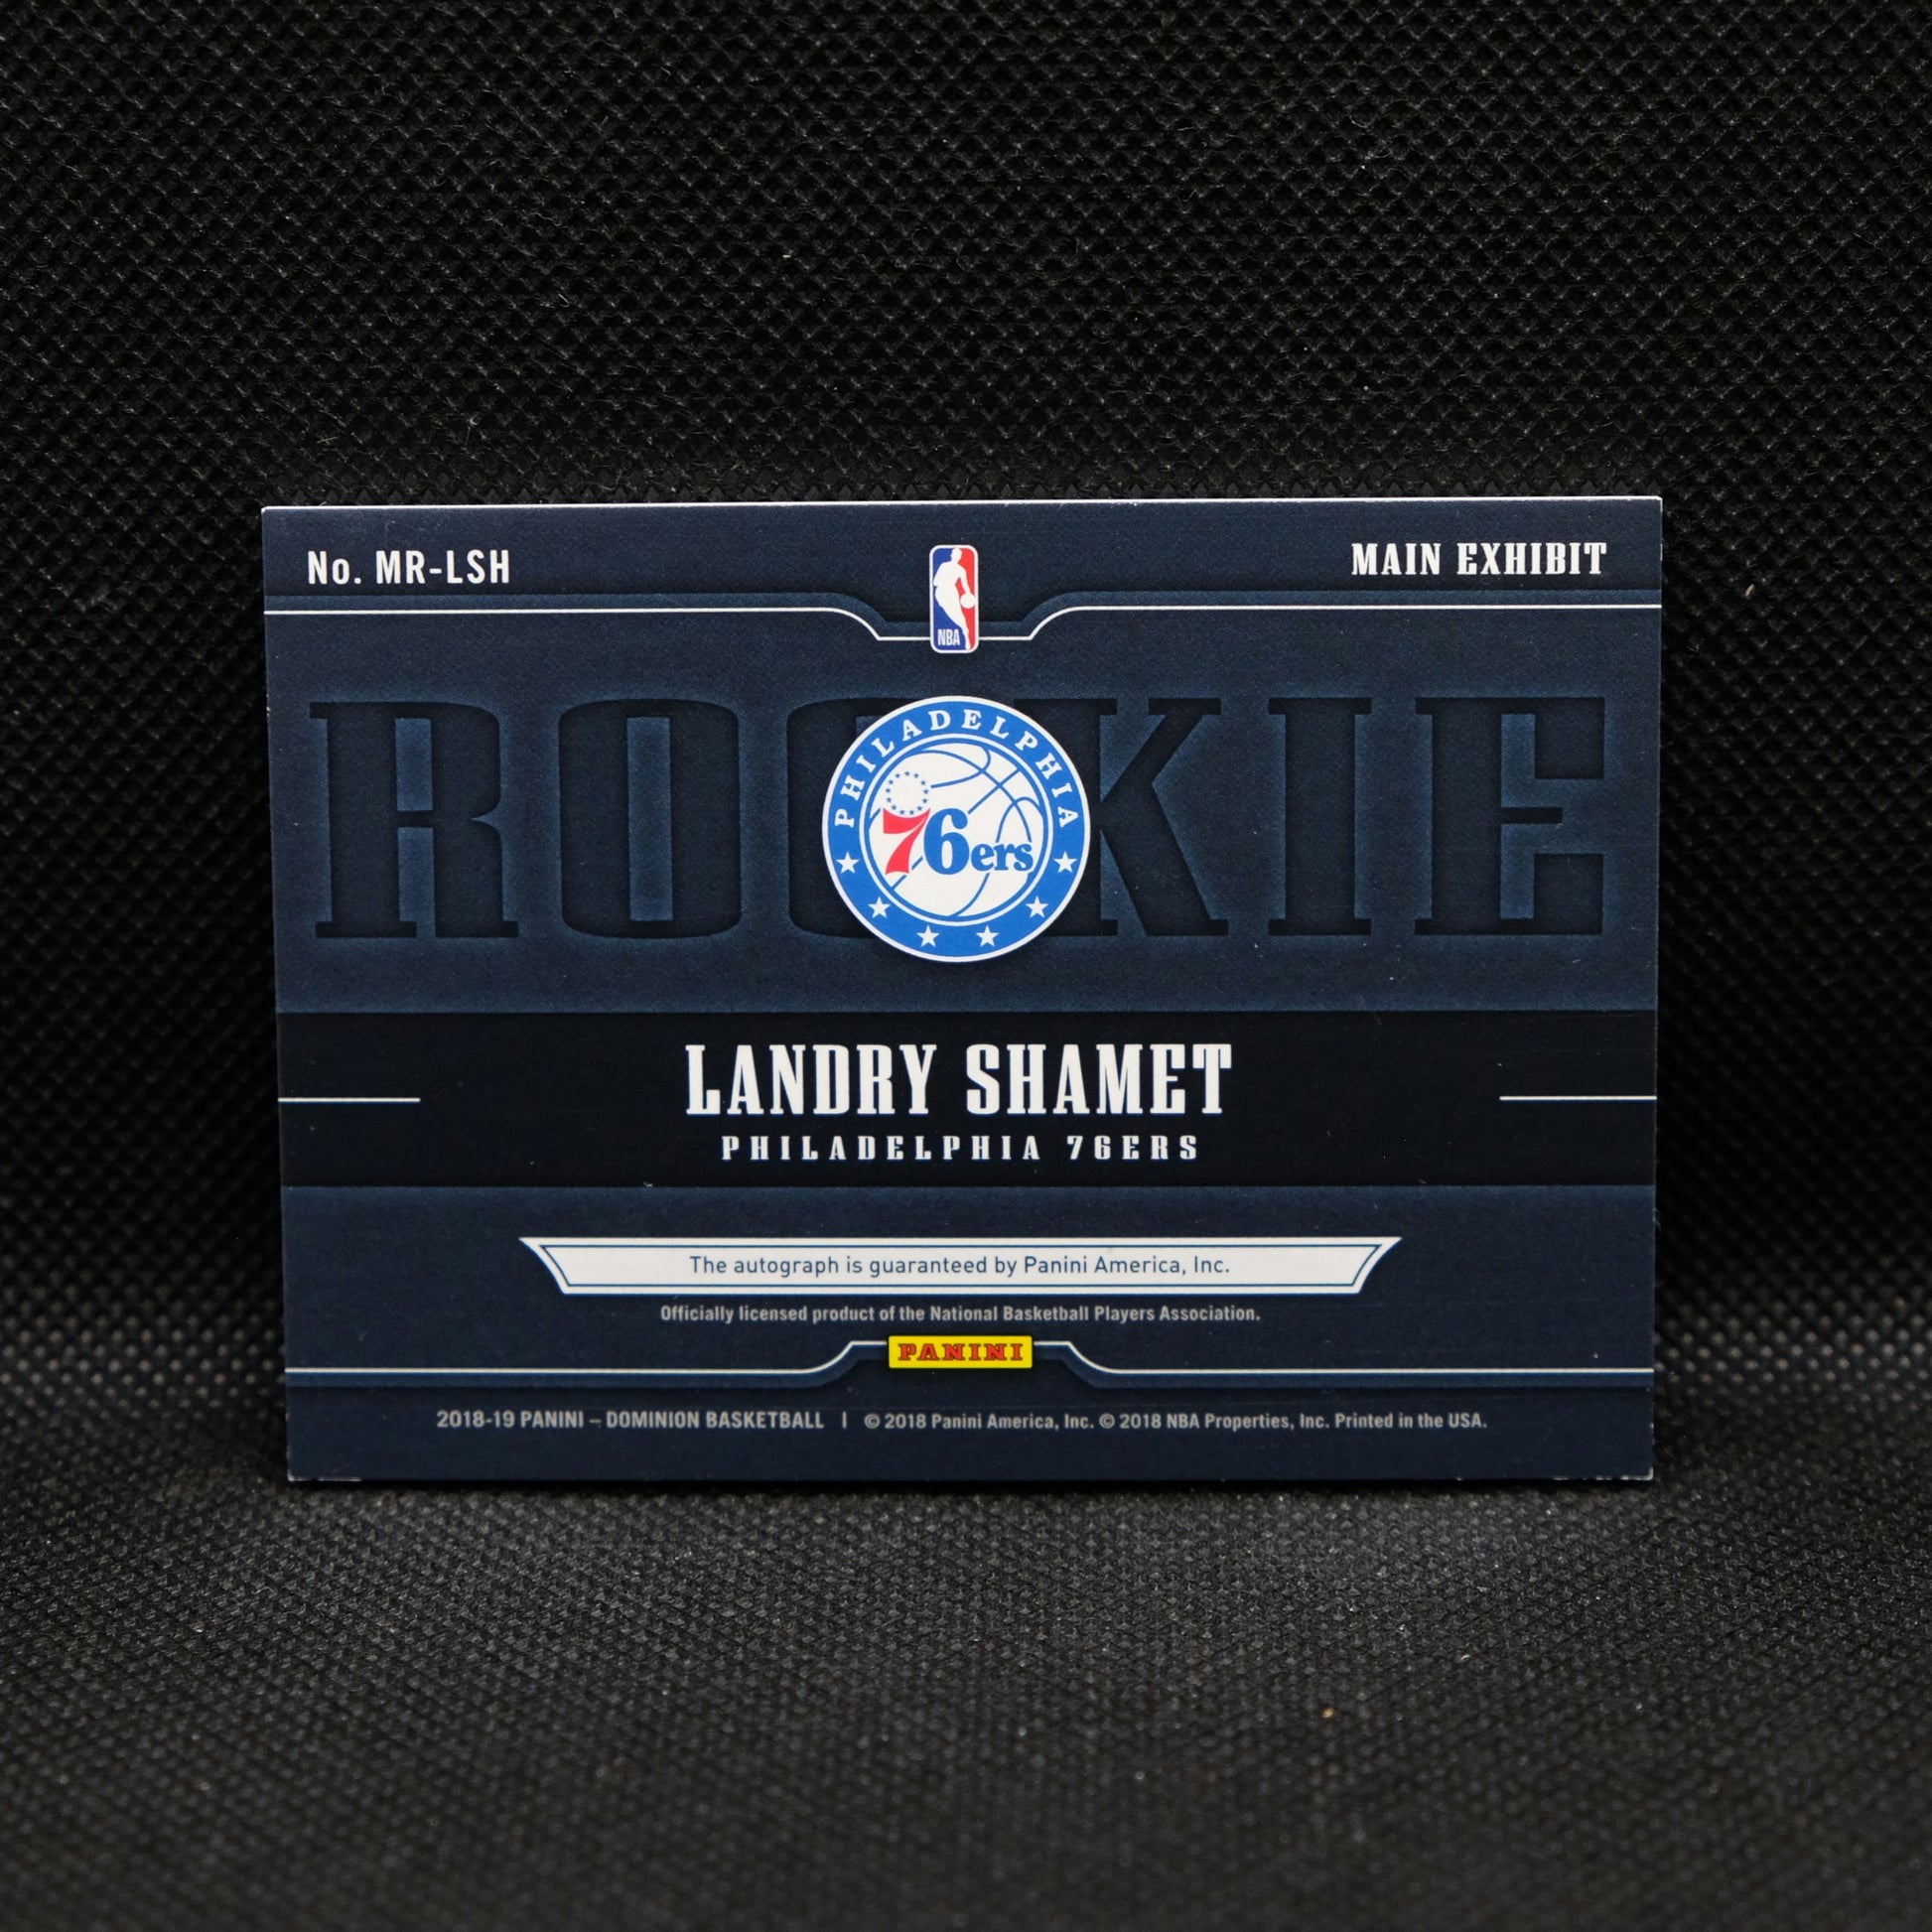 No. MR-LSH
MAIN EXHIBIT
NBA
ROOKIE
PHILADELPHIA
76ers
LANDRY SHAMET
PHILADELPHIA 76ERS
The autograph is guaranteed by Panini America, Inc.
Officially licensed product of the National Basketball Players Association.
PANINI
2018-19 PANINI – DOMINION BASKETBALL | © 2018 Panini America, Inc. © 2018 NBA Properties, Inc. Printed in the USA.